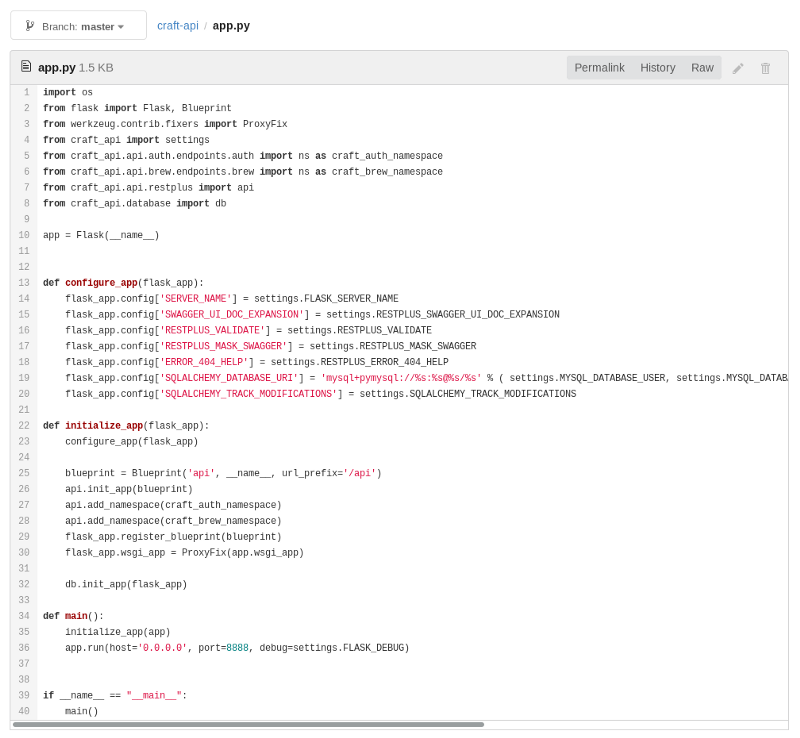 Branch: master
craft-api / app.py
app.py 1.5 KB
Permalink History Raw
1 import os
2 from flask import Flask, Blueprint
3 from werkzeug.contrib.fixers import ProxyFix
4 from craft_api import settings
5 from craft_api.api.auth.endpoints.auth import ns as craft_auth_namespace
6 from craft_api.api.brew.endpoints.brew import ns as craft_brew_namespace
7 from craft_api.api.restplus import api
8 from craft_api.database import db
9
10 app = Flask(__name__)
11
12
13 def configure_app(flask_app):
14     flask_app.config['SERVER_NAME'] = settings.FLASK_SERVER_NAME
15     flask_app.config['SWAGGER_UI_DOC_EXPANSION'] = settings.RESTPLUS_SWAGGER_UI_DOC_EXPANSION
16     flask_app.config['RESTPLUS_VALIDATE'] = settings.RESTPLUS_VALIDATE
17     flask_app.config['RESTPLUS_MASK_SWAGGER'] = settings.RESTPLUS_MASK_SWAGGER
18     flask_app.config['ERROR_404_HELP'] = settings.RESTPLUS_ERROR_404_HELP
19     flask_app.config['SQLALCHEMY_DATABASE_URI'] = 'mysql+pymysql://%s:%s@%s/%s' % ( settings.MYSQL_DATABASE_USER, settings.MYSQL_DATAB
20     flask_app.config['SQLALCHEMY_TRACK_MODIFICATIONS'] = settings.SQLALCHEMY_TRACK_MODIFICATIONS
21
22 def initialize_app(flask_app):
23     configure_app(flask_app)
24
25     blueprint = Blueprint('api', __name__, url_prefix='/api')
26     api.init_app(blueprint)
27     api.add_namespace(craft_auth_namespace)
28     api.add_namespace(craft_brew_namespace)
29     flask_app.register_blueprint(blueprint)
30     flask_app.wsgi_app = ProxyFix(app.wsgi_app)
31
32     db.init_app(flask_app)
33
34 def main():
35     initialize_app(app)
36     app.run(host='0.0.0.0', port=8888, debug=settings.FLASK_DEBUG)
37
38
39 if __name__ == "__main__":
40     main()